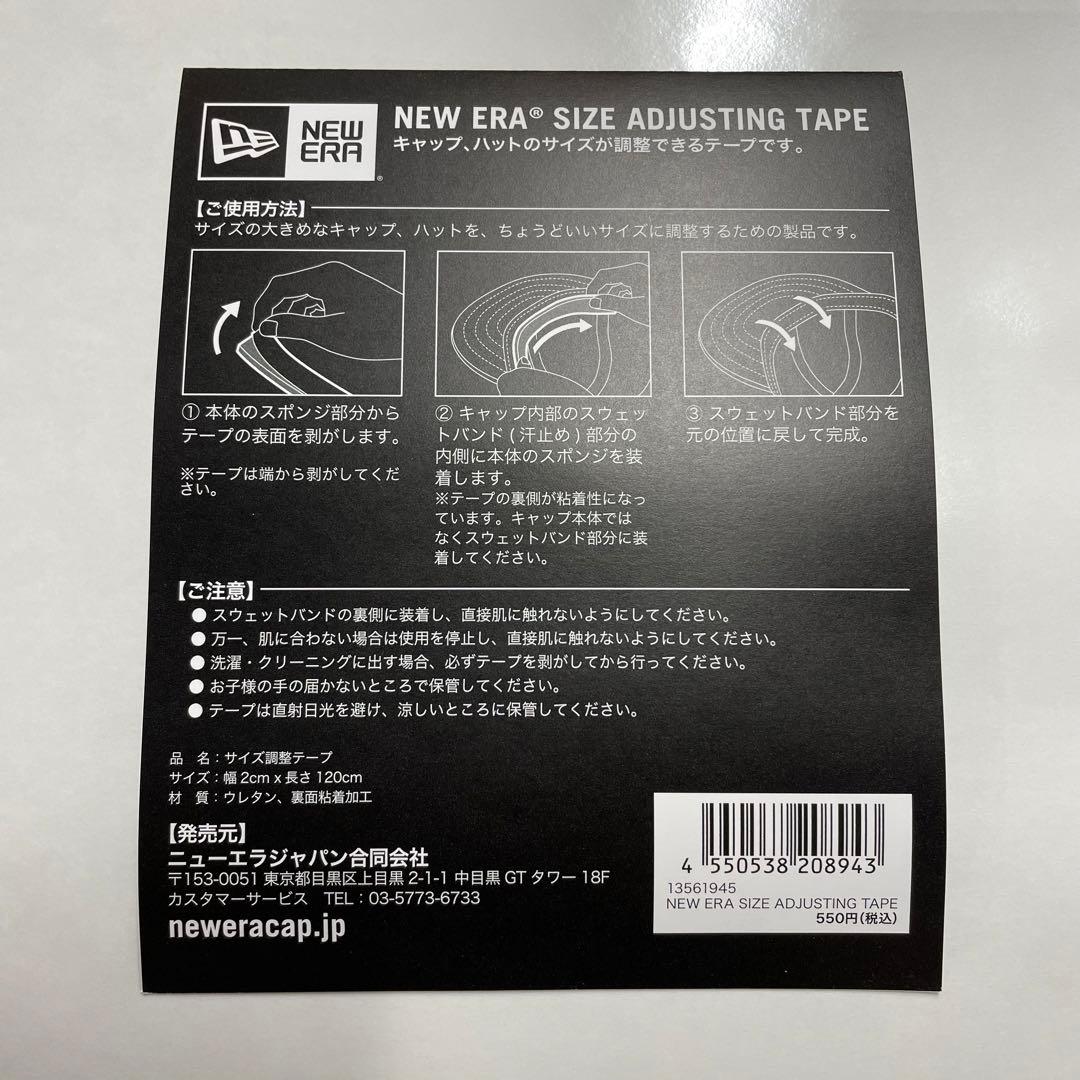 NEW ERA
NEW ERA® SIZE ADJUSTING TAPE
キャップ、ハットのサイズが調整できるテープです。
【ご使用方法】
サイズの大きめなキャップ、ハットを、ちょうどいいサイズに調整するための製品です。
① 本体のスポンジ部分から
テープの表面を剥がします。
※テープは端から剥がしてくだ
さい。
② キャップ内部のスウェッ
トバンド(汗止め)部分の
内側に本体のスポンジを装
着します。
※テープの裏側が粘着性になっ
ています。キャップ本体では
なくスウェットバンド部分に装
着してください。
③ スウェットバンド部分を
元の位置に戻して完成。
【ご注意】
● スウェットバンドの裏側に装着し、直接肌に触れないようにしてください。
● 万一、肌に合わない場合は使用を停止し、直接肌に触れないようにしてください。
● 洗濯・クリーニングに出す場合、必ずテープを剥がしてから行ってください。
● お子様の手の届かないところで保管してください。
● テープは直射日光を避け、涼しいところに保管してください。
品 名：サイズ調整テープ
サイズ：幅2cm x 長さ120cm
材 質：ウレタン、裏面粘着加工
【発売元】
ニューエラジャパン合同会社
〒153-0051 東京都目黒区上目黒2-1-1 中目黒GTタワー18F
カスタマーサービス TEL：03-5773-6733
neweracap.jp
4 550538 208943
13561945
NEW ERA SIZE ADJUSTING TAPE
550円(税込)